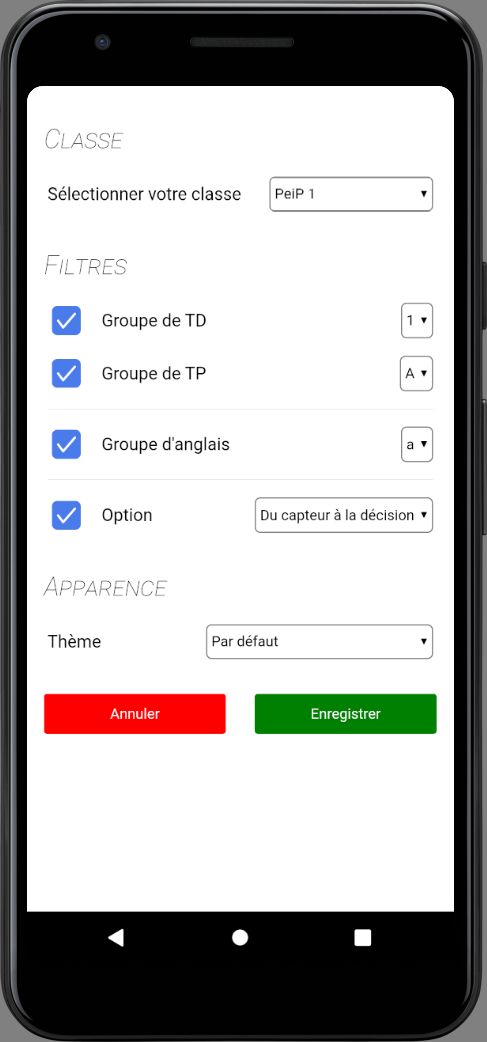 Classe
Sélectionner votre classe PeiP 1
Filtres
Groupe de TD 1
Groupe de TP A
Groupe d'anglais a
Option Du capteur à la décision
Apparence
Thème Par défaut
Annuler Enregistrer